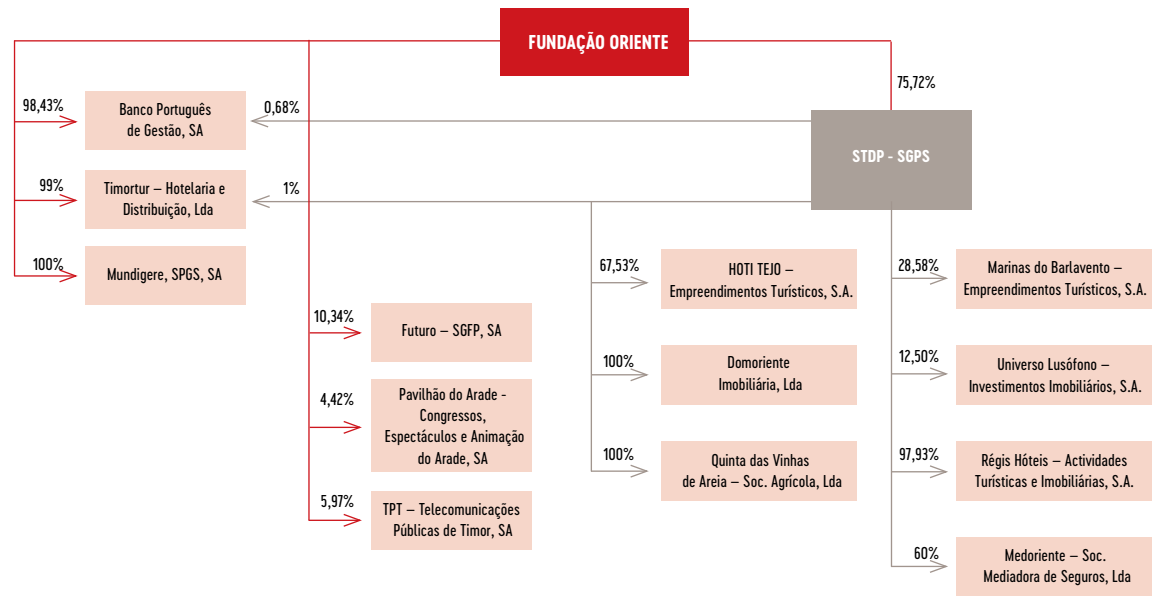 FUNDAÇÃO ORIENTE
75,72%
STDP - SGPS
98,43%
Banco Português
de Gestão, SA
0,68%
99%
Timortur – Hotelaria e
Distribuição, Lda
1%
100%
Mundigere, SPGS, SA
10,34%
Futuro – SGFP, SA
4,42%
Pavilhão do Arade -
Congressos,
Espectáculos e Animação
do Arade, SA
5,97%
TPT – Telecomunicações
Públicas de Timor, SA
67,53%
HOTI TEJO –
Empreendimentos Turísticos, S.A.
100%
Domoriente
Imobiliária, Lda
100%
Quinta das Vinhas
de Areia – Soc. Agrícola, Lda
28,58%
Marinas do Barlavento –
Empreendimentos Turísticos, S.A.
12,50%
Universo Lusófono –
Investimentos Imobiliários, S.A.
97,93%
Régis Hóteis – Actividades
Turísticas e Imobiliárias, S.A.
60%
Medoriente – Soc.
Mediadora de Seguros, Lda